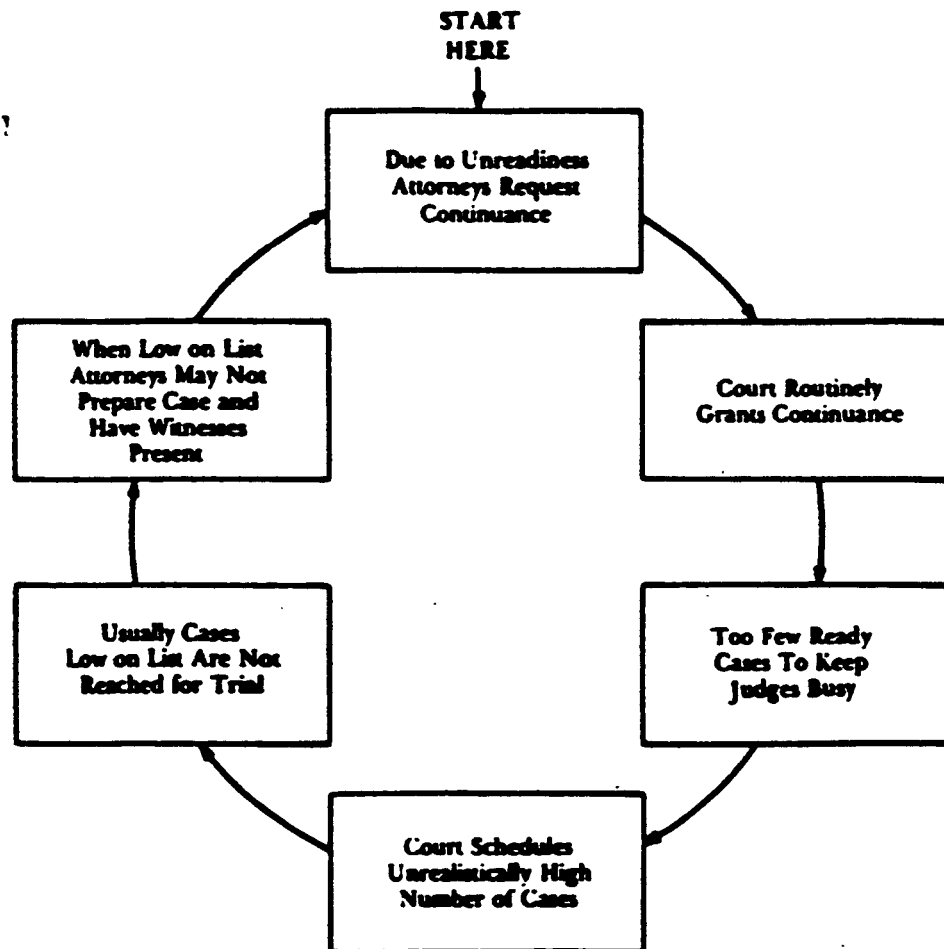 START
HERE
Due to Unreadiness
Attorneys Request
Continuance
Court Routinely
Grants Continuance
Too Few Ready
Cases To Keep
Judges Busy
Court Schedules
Unrealistically High
Number of Cases
Usually Cases
Low on List Are Not
Reached for Trial
When Low on List
Attorneys May Not
Prepare Case and
Have Witnesses
Present